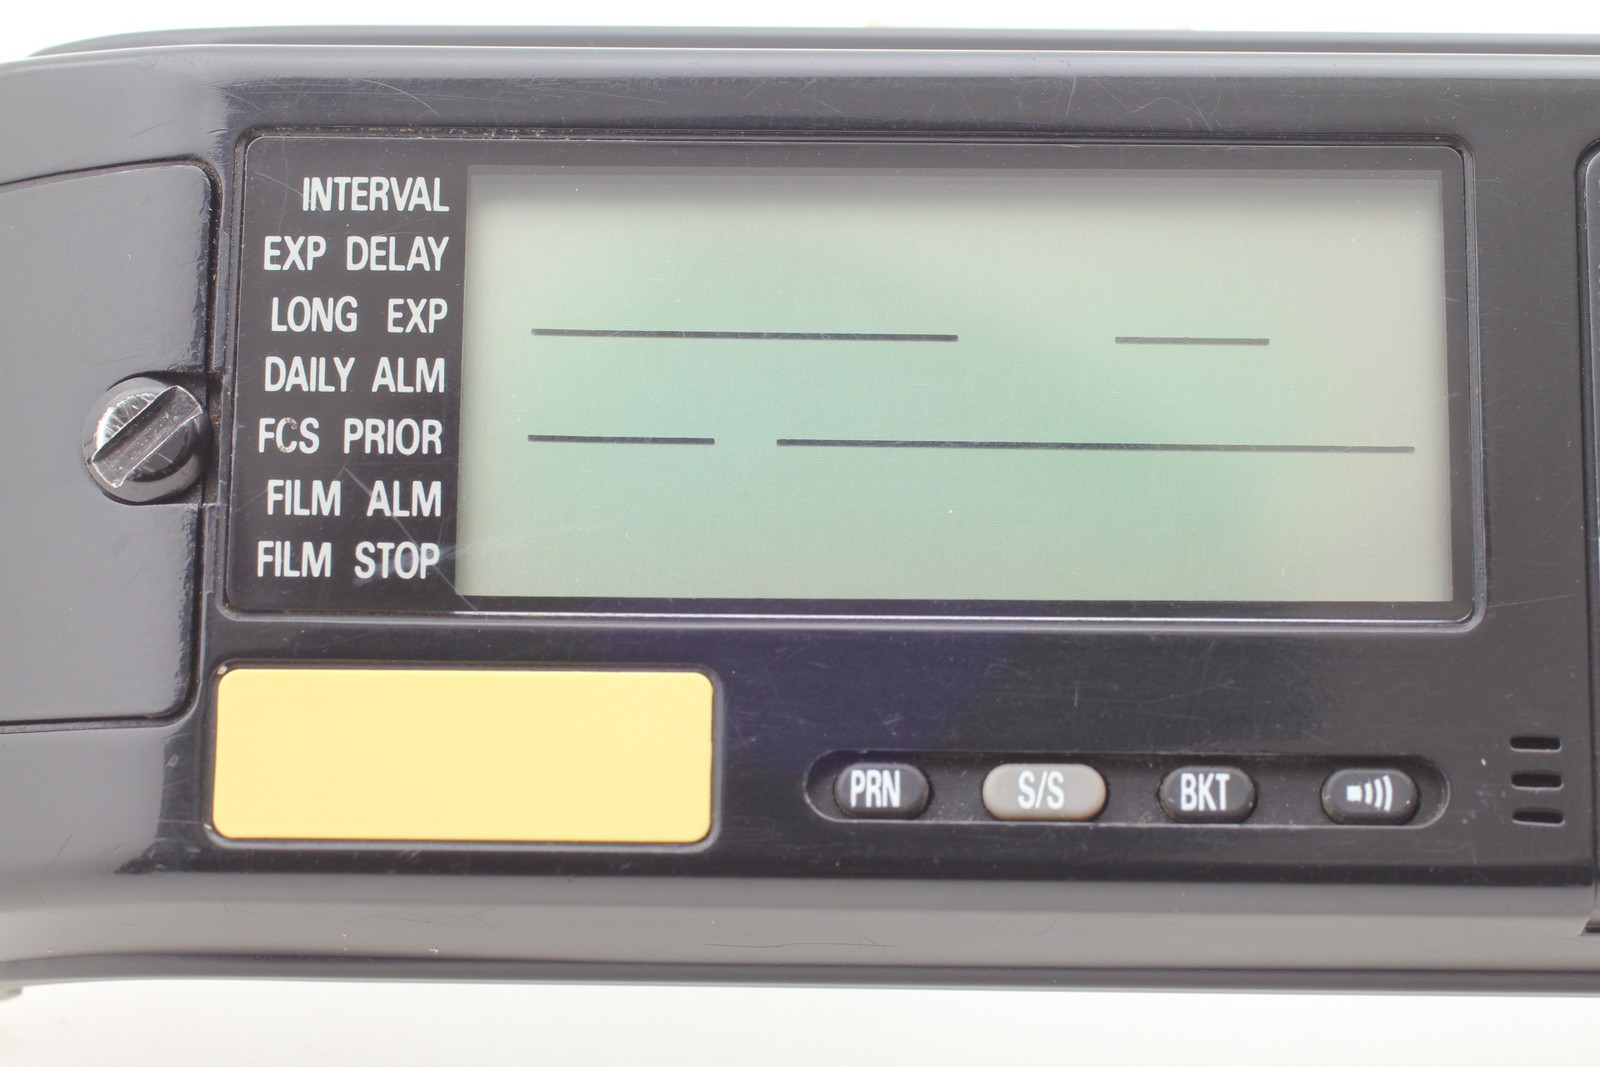 INTERVAL
EXP DELAY
LONG EXP
DAILY ALM
FCS PRIOR
FILM ALM
FILM STOP
PRN S/S BKT